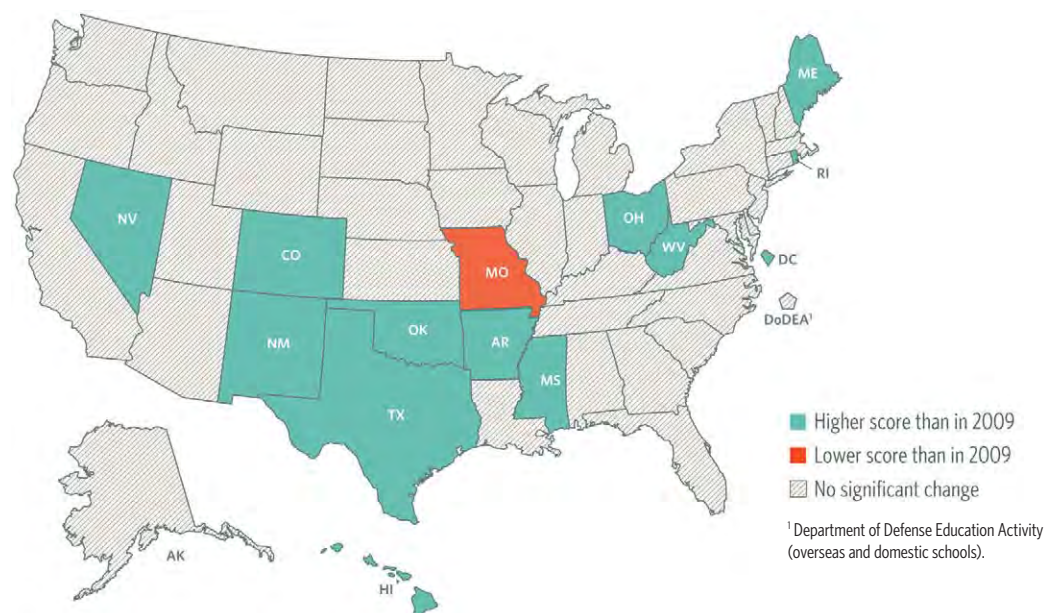 ME
RI
NV
OH
CO
WV
DC
MO
DoDEA¹
OK
NM
AR
MS
TX
Higher score than in 2009
Lower score than in 2009
No significant change
¹ Department of Defense Education Activity
(overseas and domestic schools).
AK
HI